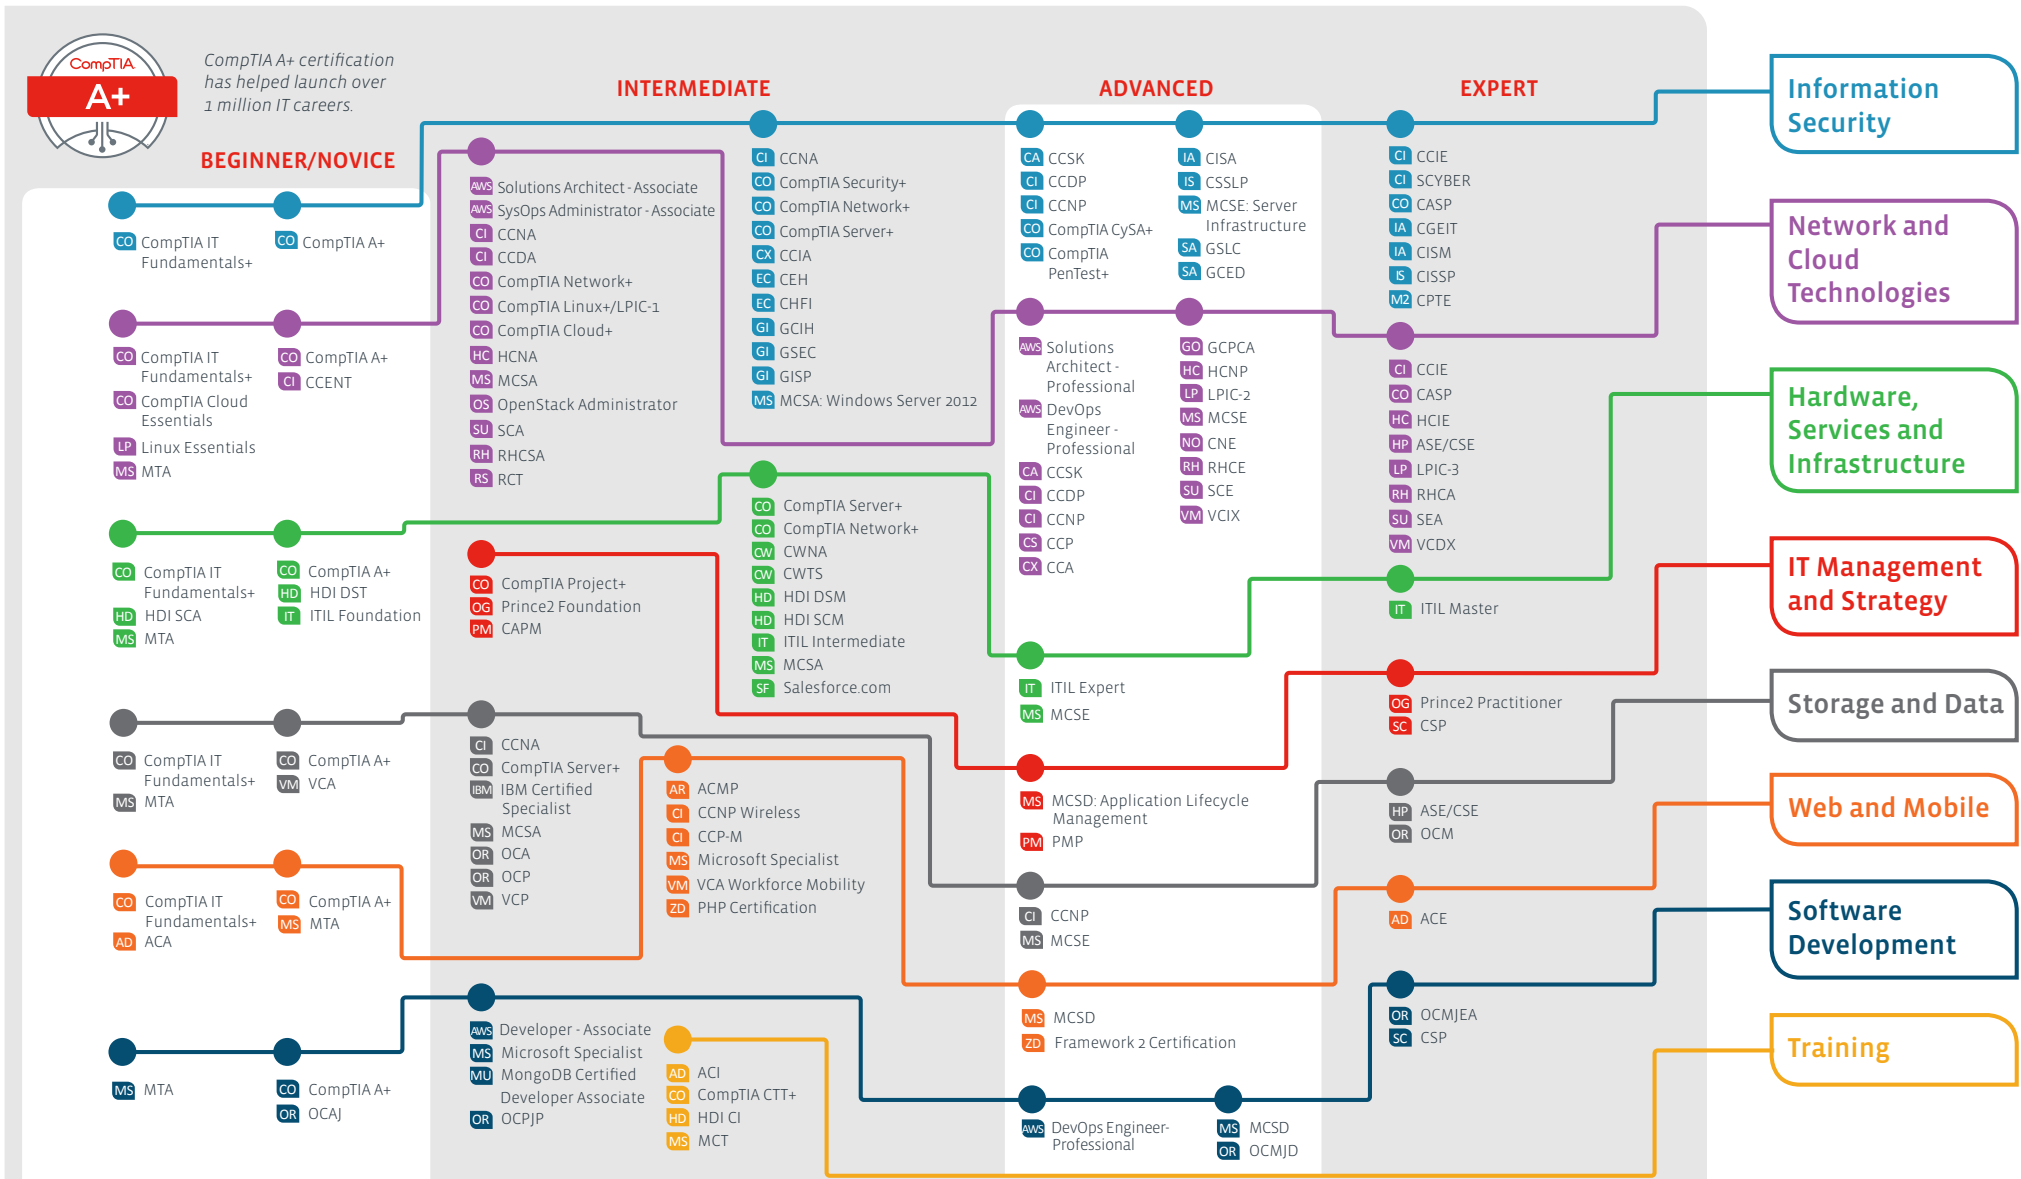 CompTIA
A+
CompTIA A+ certification
has helped launch over
1 million IT careers.
BEGINNER/NOVICE
INTERMEDIATE
ADVANCED
EXPERT
CO CompTIA IT
Fundamentals+
CO CompTIA A+
CI CCNA
CO CompTIA Security+
CO CompTIA Network+
CO CompTIA Server+
CX CCIA
EC CEH
EC CHFI
GI GCIH
GI GSEC
GI GISP
MS MCSA: Windows Server 2012
CA CCSK
CI CCDP
CI CCNP
CO CompTIA CySA+
CO CompTIA
PenTest+
IA CISA
IS CSSLP
MS MCSE: Server
Infrastructure
SA GSLC
SA GCED
CI CCIE
CI SCYBER
CO CASP
IA CGEIT
IA CISM
IS CISSP
M2 CPTE
Information
Security
CO CompTIA IT
Fundamentals+
CO CompTIA Cloud
Essentials
LP Linux Essentials
MS MTA
CO CompTIA A+
CI CCENT
AWS Solutions Architect - Associate
AWS SysOps Administrator - Associate
CI CCNA
CI CCDA
CO CompTIA Network+
CO CompTIA Linux+/LPIC-1
CO CompTIA Cloud+
HC HCNA
MS MCSA
OS OpenStack Administrator
SU SCA
RH RHCSA
RS RCT
AWS Solutions
Architect -
Professional
AWS DevOps
Engineer -
Professional
CA CCSK
CI CCDP
CI CCNP
CS CCP
CX CCA
GO GCPCA
HC HCNP
LP LPIC-2
MS MCSE
NO CNE
RH RHCE
SU SCE
VM VCIX
CI CCIE
CO CASP
HC HCIE
HP ASE/CSE
LP LPIC-3
RH RHCA
SU SEA
VM VCDX
Network and
Cloud
Technologies
CO CompTIA IT
Fundamentals+
HD HDI SCA
MS MTA
CO CompTIA A+
HD HDI DST
IT ITIL Foundation
CO CompTIA Server+
CO CompTIA Network+
CW CWNA
CW CWTS
HD HDI DSM
HD HDI SCM
IT ITIL Intermediate
MS MCSA
SF Salesforce.com
IT ITIL Expert
MS MCSE
IT ITIL Master
Hardware,
Services and
Infrastructure
CO CompTIA Project+
OG Prince2 Foundation
PM CAPM
MS MCSD: Application Lifecycle
Management
PM PMP
OG Prince2 Practitioner
SC CSP
IT Management
and Strategy
CO CompTIA IT
Fundamentals+
MS MTA
CO CompTIA A+
VM VCA
CI CCNA
CO CompTIA Server+
IBM IBM Certified
Specialist
MS MCSA
OR OCA
OR OCP
VM VCP
CI CCNP
MS MCSE
HP ASE/CSE
OR OCM
Storage and Data
CO CompTIA IT
Fundamentals+
AD ACA
CO CompTIA A+
MS MTA
AR ACMP
CI CCNP Wireless
CI CCP-M
MS Microsoft Specialist
VM VCA Workforce Mobility
ZD PHP Certification
MS MCSD
ZD Framework 2 Certification
AD ACE
Web and Mobile
MS MTA
CO CompTIA A+
OR OCAJ
AWS Developer - Associate
MS Microsoft Specialist
MU MongoDB Certified
Developer Associate
OR OCPJP
AWS DevOps Engineer-
Professional
MS MCSD
OR OCMJD
OR OCMJEA
SC CSP
Software
Development
AD ACI
CO CompTIA CTT+
HD HDI CI
MS MCT
Training